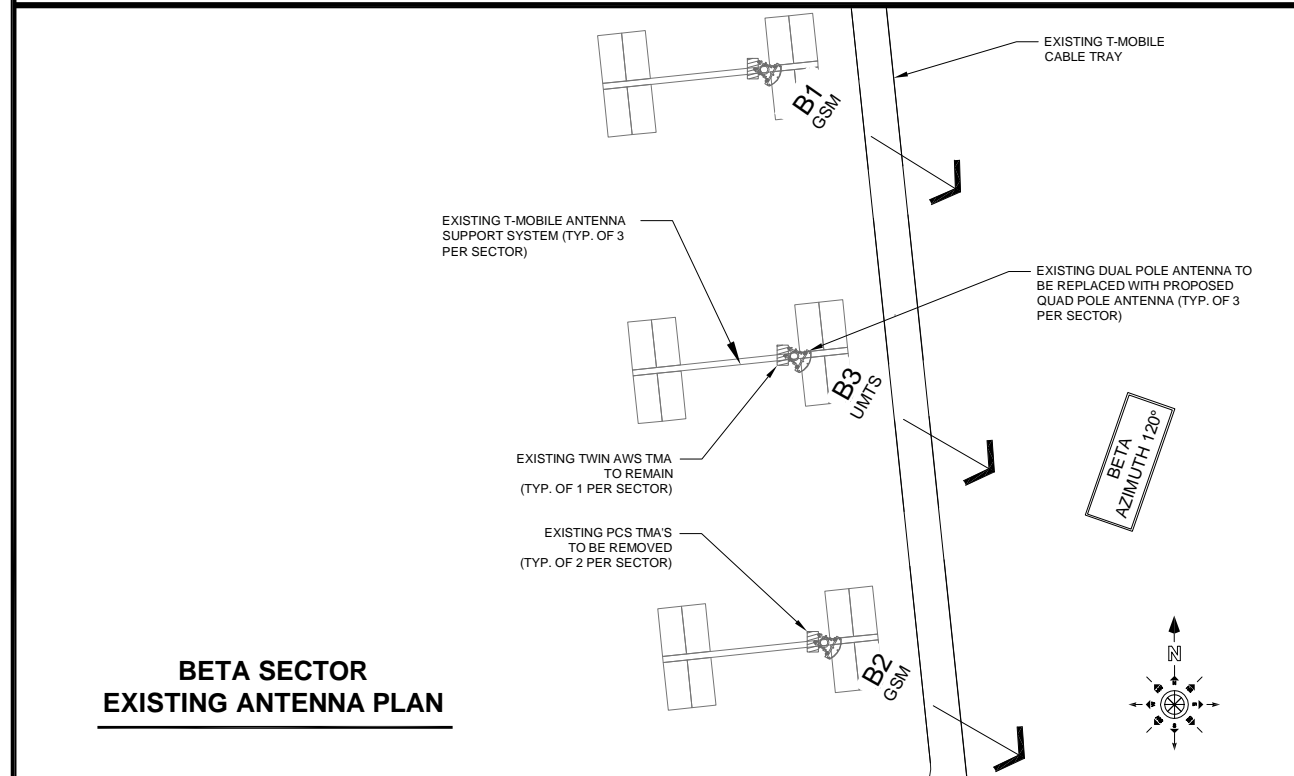 EXISTING T-MOBILE
CABLE TRAY
B1
GSM
EXISTING T-MOBILE ANTENNA
SUPPORT SYSTEM (TYP. OF 3
PER SECTOR)
EXISTING DUAL POLE ANTENNA TO
BE REPLACED WITH PROPOSED
QUAD POLE ANTENNA (TYP. OF 3
PER SECTOR)
B3
UMTS
BETA
AZIMUTH 120°
EXISTING TWIN AWS TMA
TO REMAIN
(TYP. OF 1 PER SECTOR)
EXISTING PCS TMA'S
TO BE REMOVED
(TYP. OF 2 PER SECTOR)
B2
GSM
N
BETA SECTOR
EXISTING ANTENNA PLAN